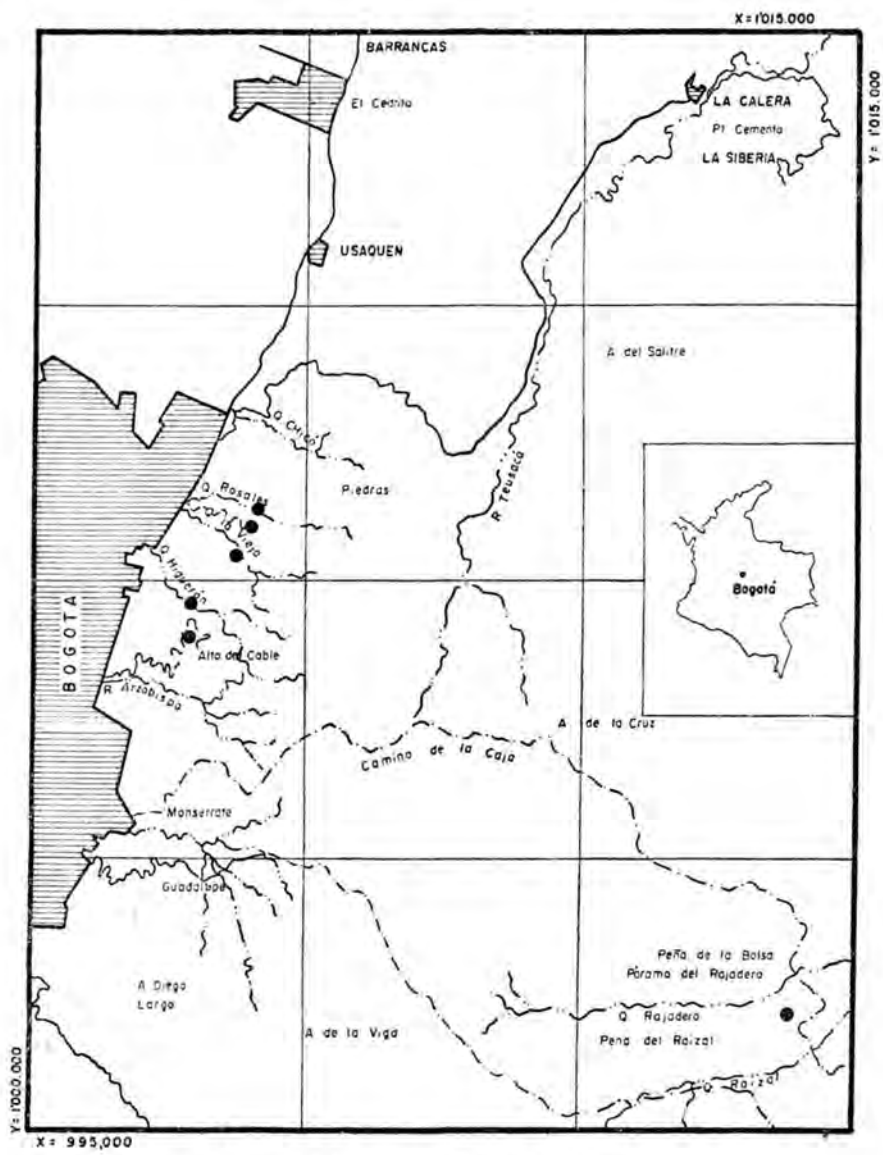 X = 1'015.000
BARRANCAS
El Cedrito
LA CALERA
Pt Cemento
LA SIBERIA
Y = 1'015.000
USAQUEN
A del Salitre
Q CHICO
Piedras
R Teusacá
Q. Rosales
Q. la Vieja
Q. Higuerón
Bogotá
BOGOTA
Alto del Cable
R. Arzobispo
A de la Cruz
Camino de la Caja
Monserrate
Guadalupe
Peña de la Bolsa
Páramo del Rajadero
A Diego
Largo
Q Rajadero
A de la Viga
Pena del Raizal
Q Raizal
Y = 1'000.000
X = 995,000